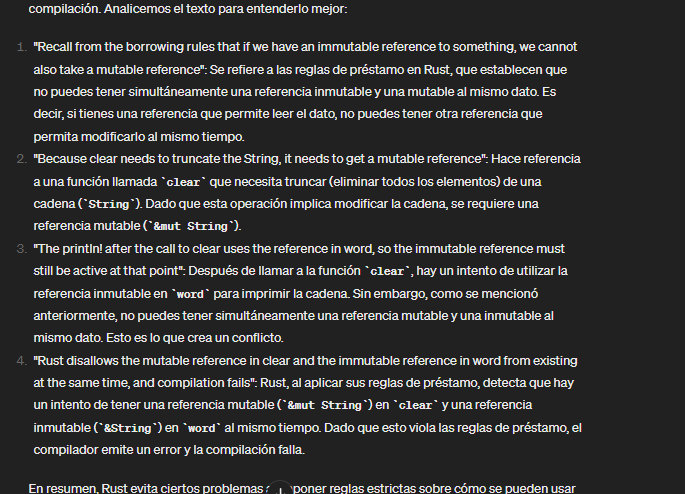 compilación. Analicemos el texto para entenderlo mejor:
1. "Recall from the borrowing rules that if we have an immutable reference to something, we cannot
also take a mutable reference": Se refiere a las reglas de préstamo en Rust, que establecen que
no puedes tener simultáneamente una referencia inmutable y una mutable al mismo dato. Es
decir, si tienes una referencia que permite leer el dato, no puedes tener otra referencia que
permita modificarlo al mismo tiempo.
2. "Because clear needs to truncate the String, it needs to get a mutable reference": Hace referencia
a una función llamada `clear` que necesita truncar (eliminar todos los elementos) de una
cadena (`String`). Dado que esta operación implica modificar la cadena, se requiere una
referencia mutable (`&mut String`).
3. "The println! after the call to clear uses the reference in word, so the immutable reference must
still be active at that point": Después de llamar a la función `clear`, hay un intento de utilizar la
referencia inmutable en `word` para imprimir la cadena. Sin embargo, como se mencionó
anteriormente, no puedes tener simultáneamente una referencia mutable y una inmutable al
mismo dato. Esto es lo que crea un conflicto.
4. "Rust disallows the mutable reference in clear and the immutable reference in word from existing
at the same time, and compilation fails": Rust, al aplicar sus reglas de préstamo, detecta que hay
un intento de tener una referencia mutable (`&mut String`) en `clear` y una referencia
inmutable (`&String`) en `word` al mismo tiempo. Dado que esto viola las reglas de préstamo, el
compilador emite un error y la compilación falla.
En resumen, Rust evita ciertos problemas poner reglas estrictas sobre cómo se pueden usar